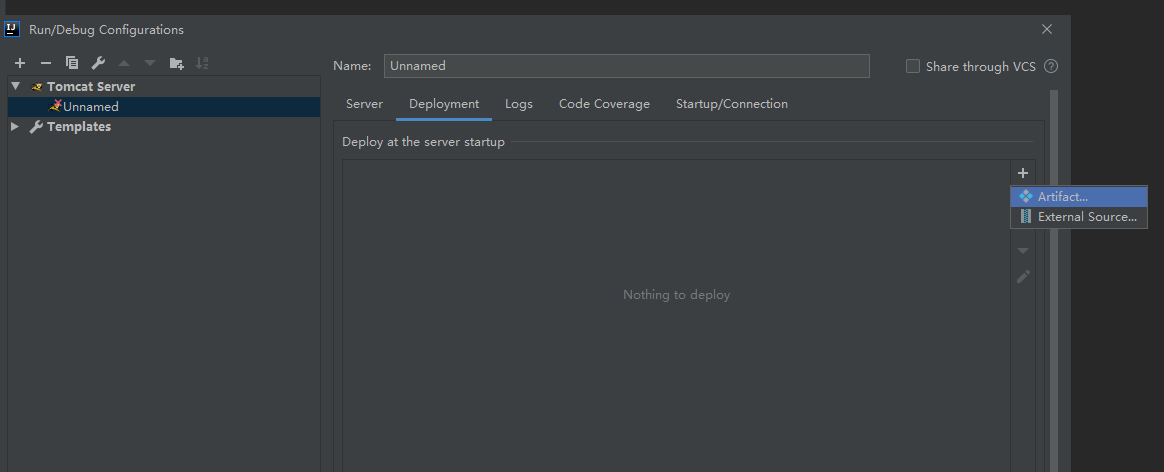 IJ
Run/Debug Configurations
Tomcat Server
Unnamed
Templates
Name: Unnamed
Share through VCS ?
Server Deployment Logs Code Coverage Startup/Connection
Deploy at the server startup
Artifact...
External Source...
Nothing to deploy